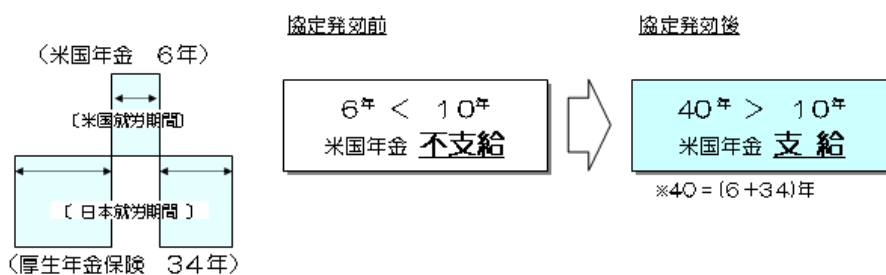 （米国年金　６年）
〔米国就労期間〕
〔 日本就労期間 〕
（厚生年金保険　３４年）
協定発効前
６年 ＜ １０年
米国年金 不支給
協定発効後
４０年 ＞ １０年
米国年金 支 給
※40＝(6+34)年